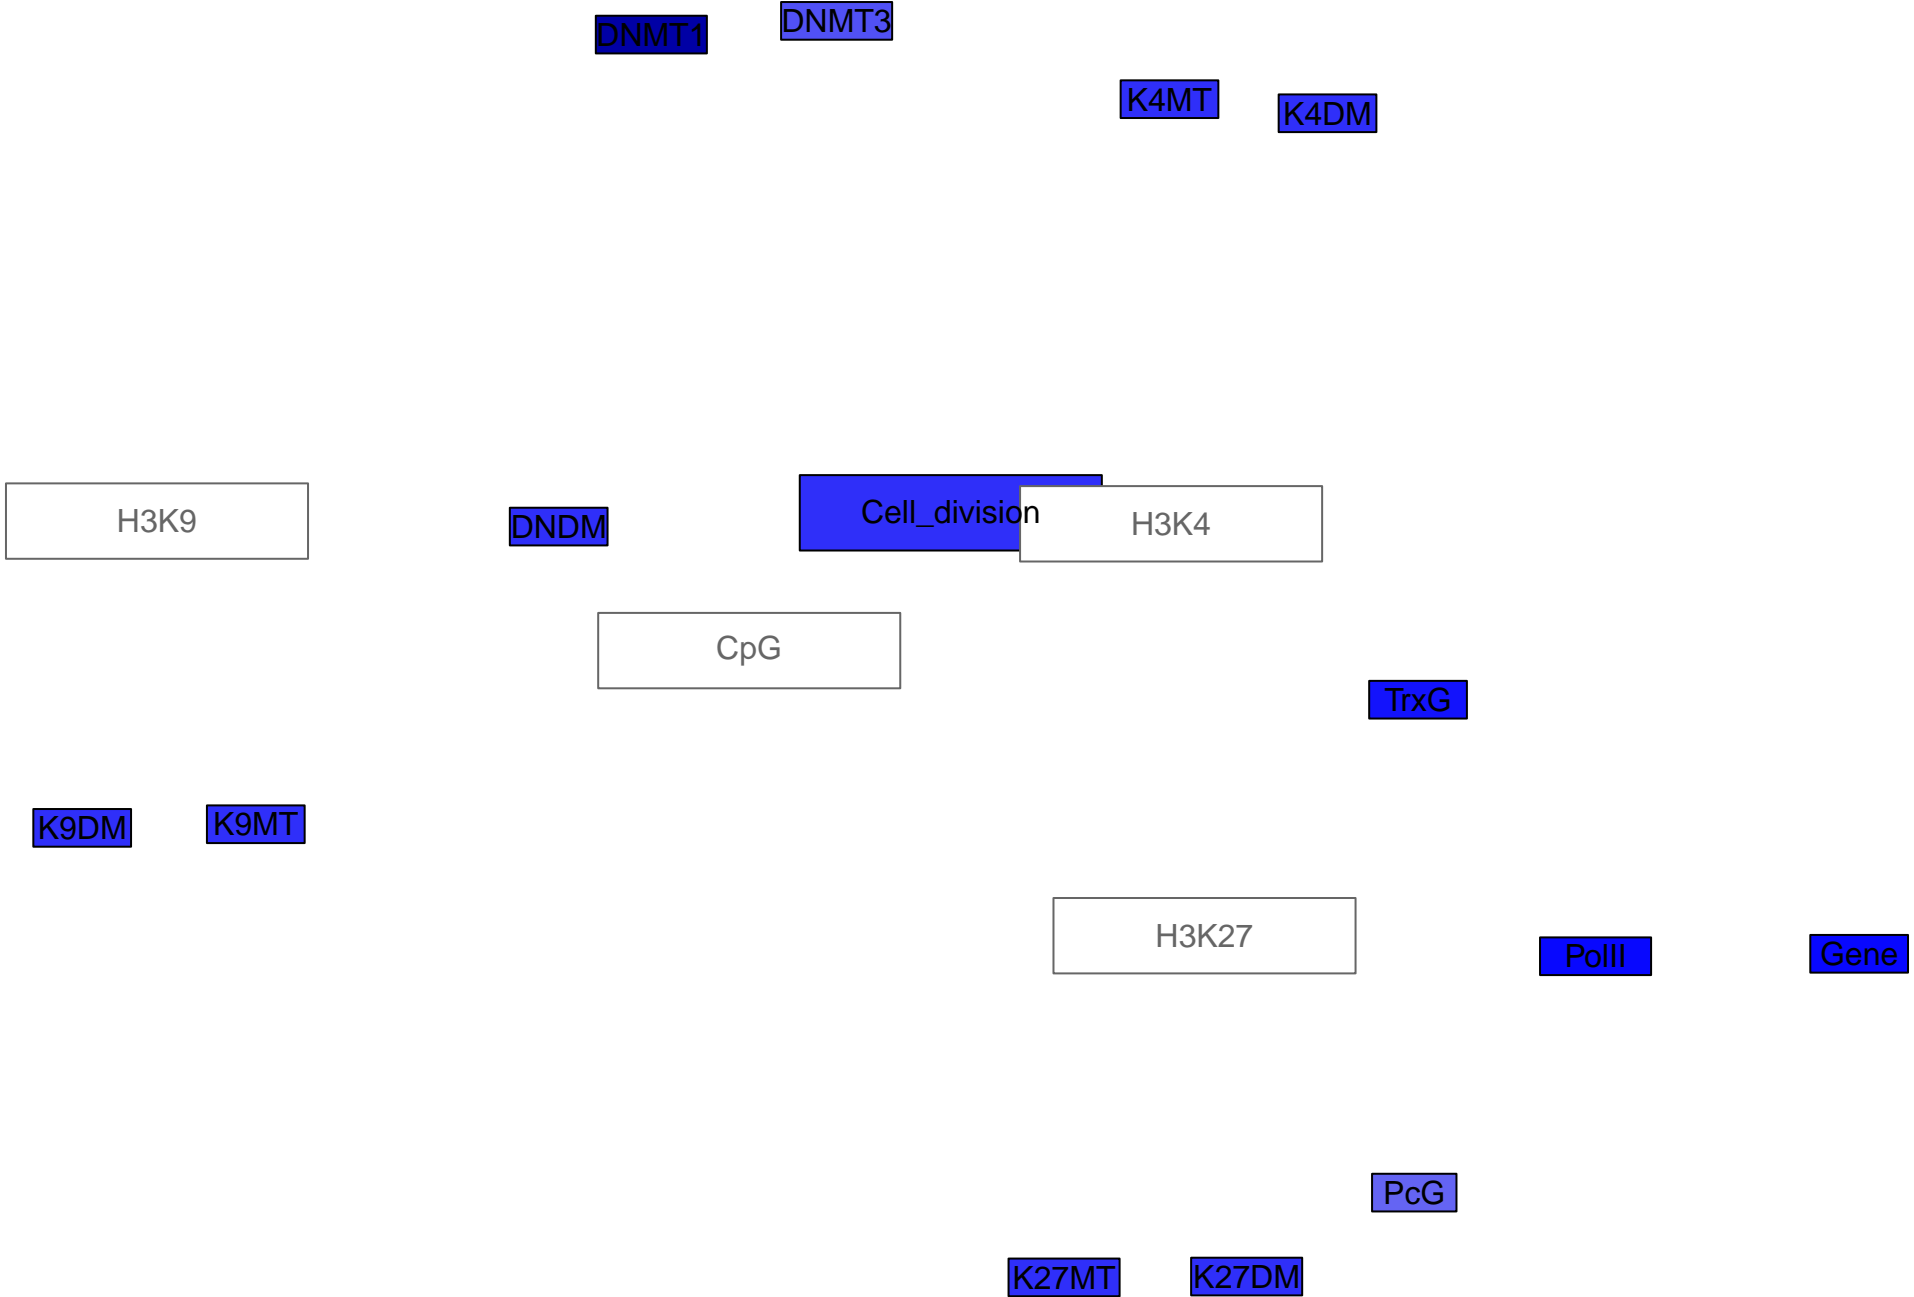 DNMT1
DNMT3
K4MT
K4DM
H3K9
DNDM
Cell_division
H3K4
CpG
TrxG
K9DM
K9MT
H3K27
PolII
Gene
PcG
K27MT
K27DM